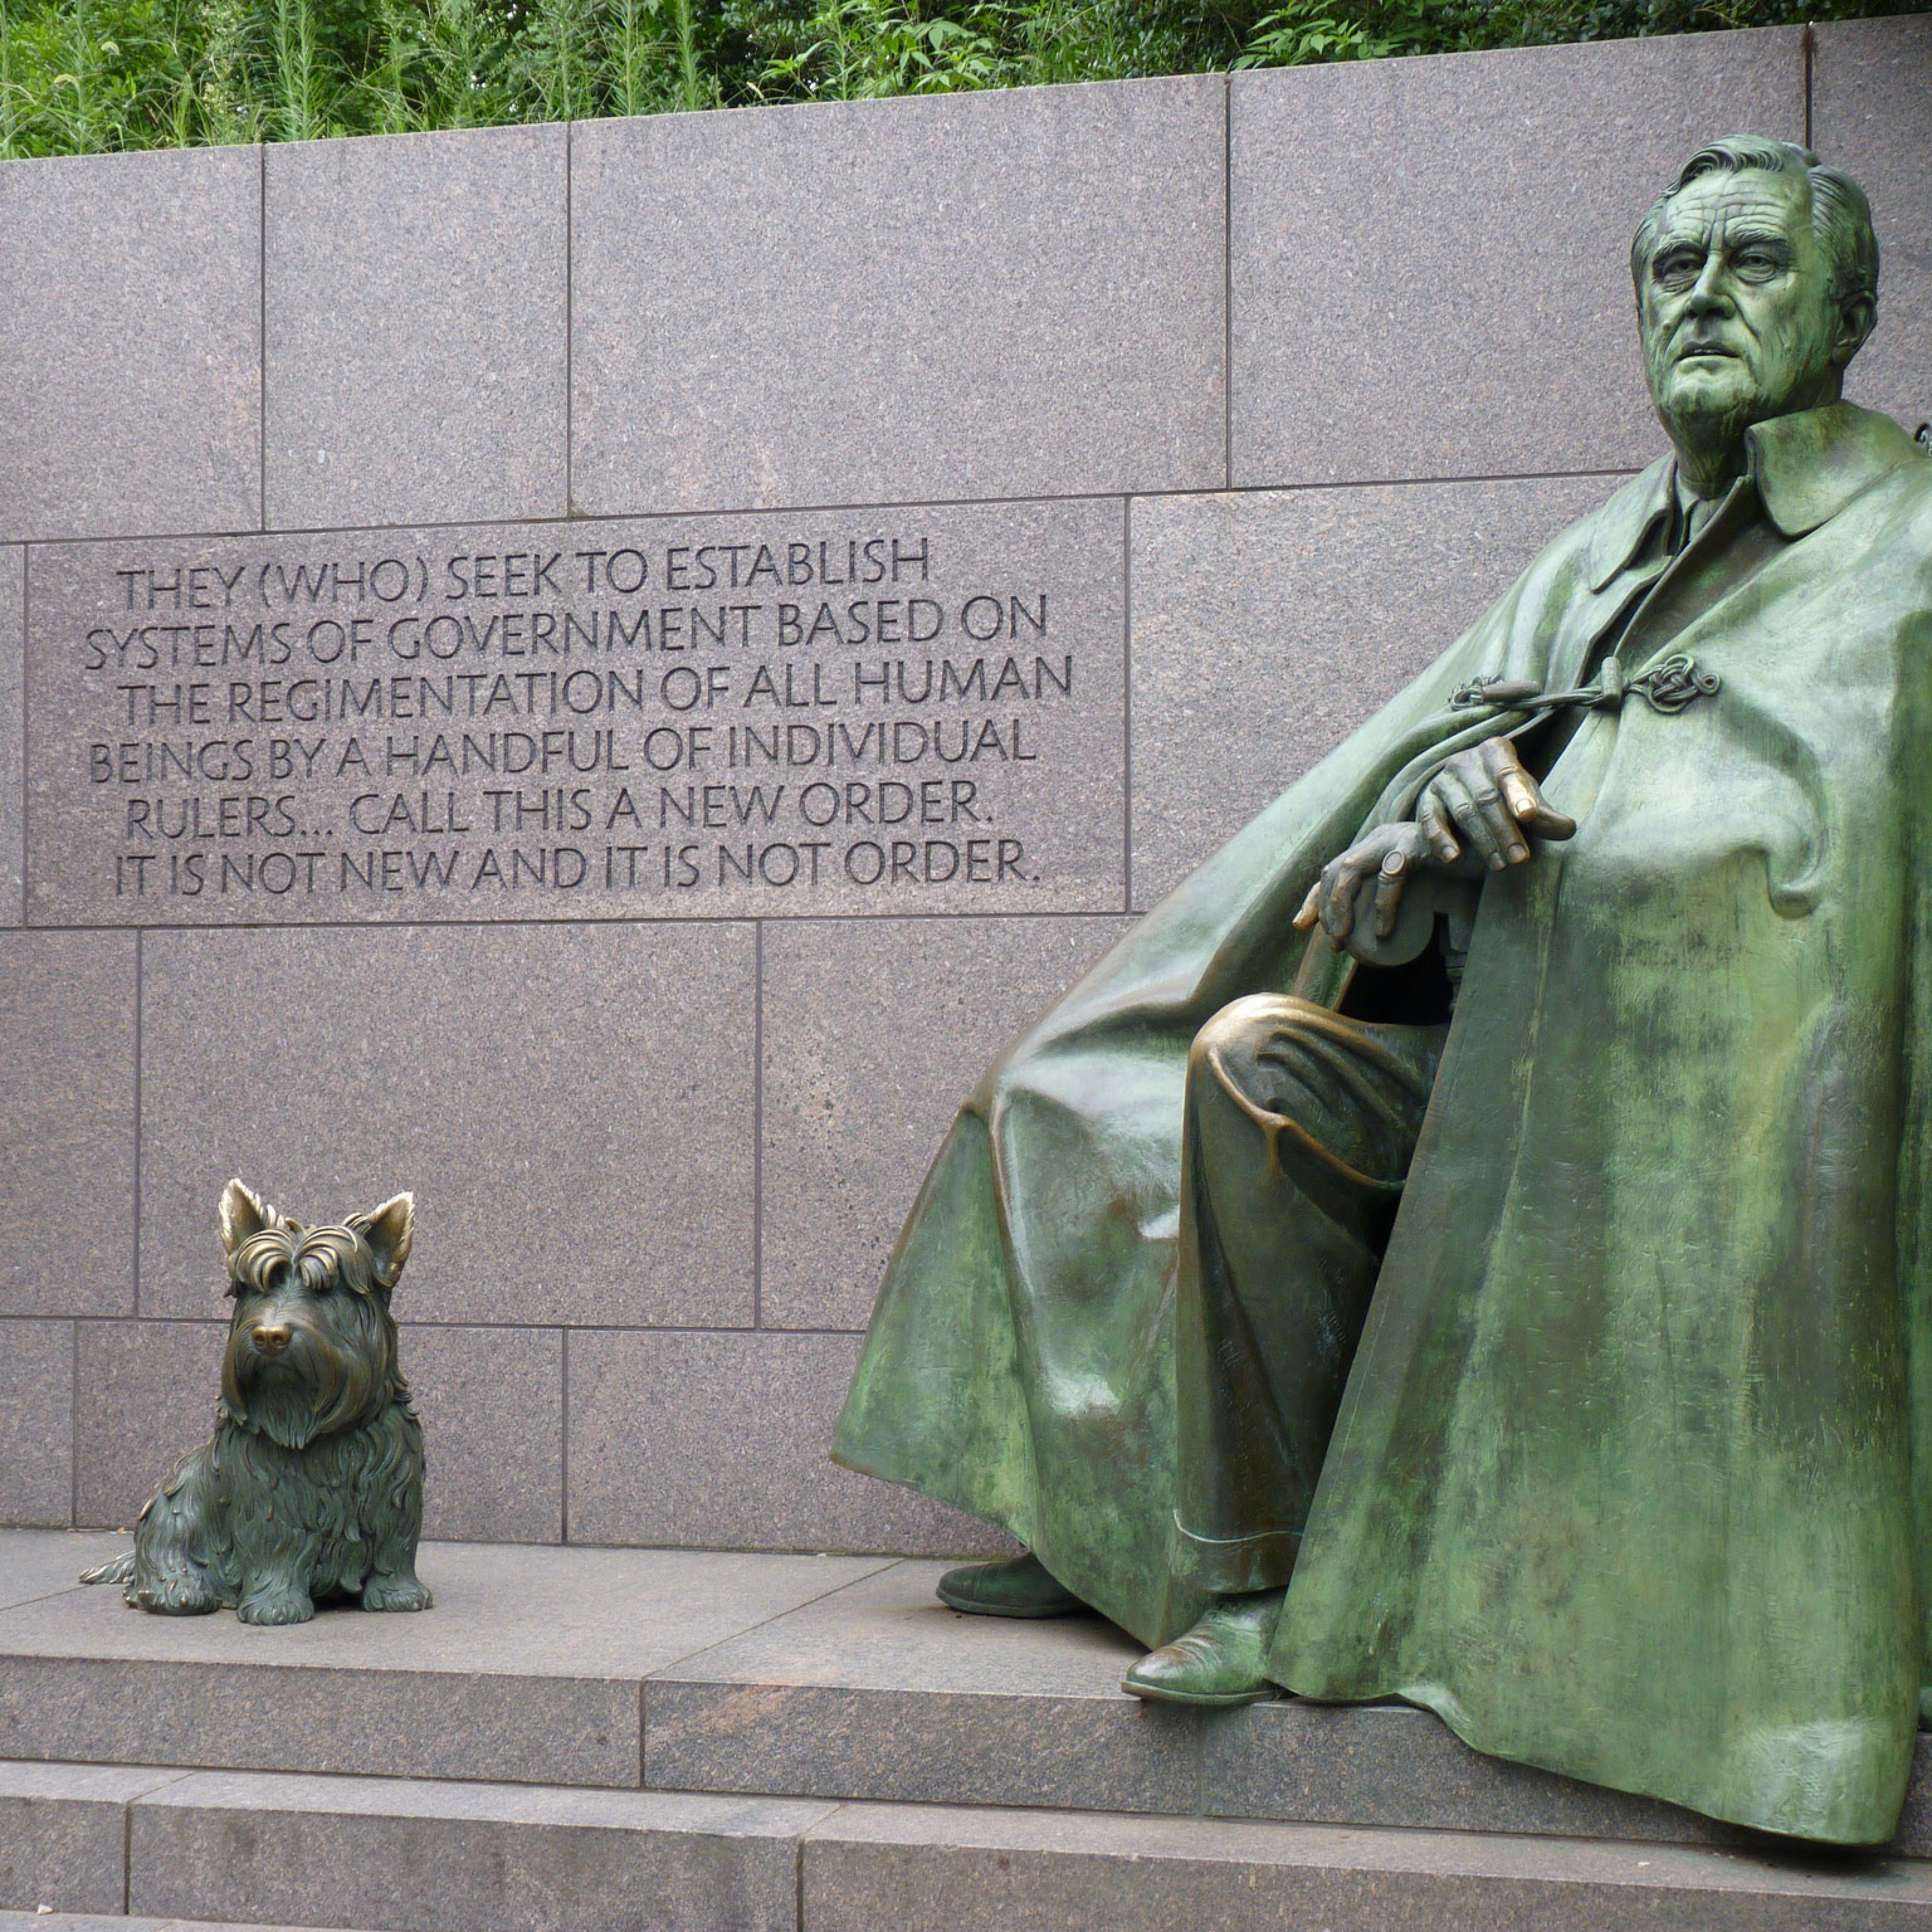 THEY (WHO) SEEK TO ESTABLISH
SYSTEMS OF GOVERNMENT BASED ON
THE REGIMENTATION OF ALL HUMAN
BEINGS BY A HANDFUL OF INDIVIDUAL
RULERS... CALL THIS A NEW ORDER.
IT IS NOT NEW AND IT IS NOT ORDER.